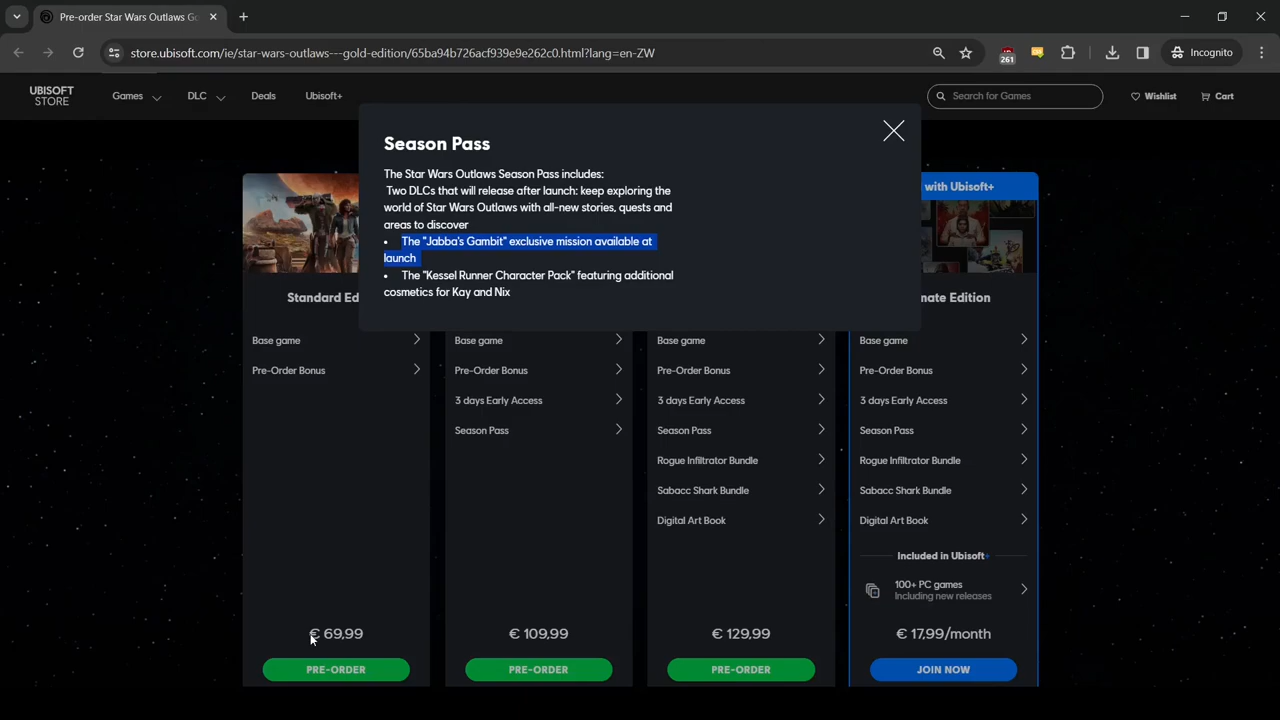 Pre-order Star Wars Outlaws Go
store.ubisoft.com/ie/star-wars-outlaws---gold-edition/65ba94b726acf939e9e262c0.html?lang=en-ZW
261
Incognito
UBISOFT
STORE
Games
DLC
Deals
Ubisoft+
Search for Games
Wishlist
Cart
Season Pass
The Star Wars Outlaws Season Pass includes:
Two DLCs that will release after launch: keep exploring the
world of Star Wars Outlaws with all-new stories, quests and
areas to discover
• The "Jabba's Gambit" exclusive mission available at
launch
• The "Kessel Runner Character Pack" featuring additional
cosmetics for Kay and Nix
Standard Ed
Base game
Pre-Order Bonus
€ 69,99
PRE-ORDER
Base game
Pre-Order Bonus
3 days Early Access
Season Pass
€ 109,99
PRE-ORDER
Base game
Pre-Order Bonus
3 days Early Access
Season Pass
Rogue Infiltrator Bundle
Sabacc Shark Bundle
Digital Art Book
€ 129,99
PRE-ORDER
with Ubisoft+
mate Edition
Base game
Pre-Order Bonus
3 days Early Access
Season Pass
Rogue Infiltrator Bundle
Sabacc Shark Bundle
Digital Art Book
Included in Ubisoft+
100+ PC games
Including new releases
€ 17,99/month
JOIN NOW